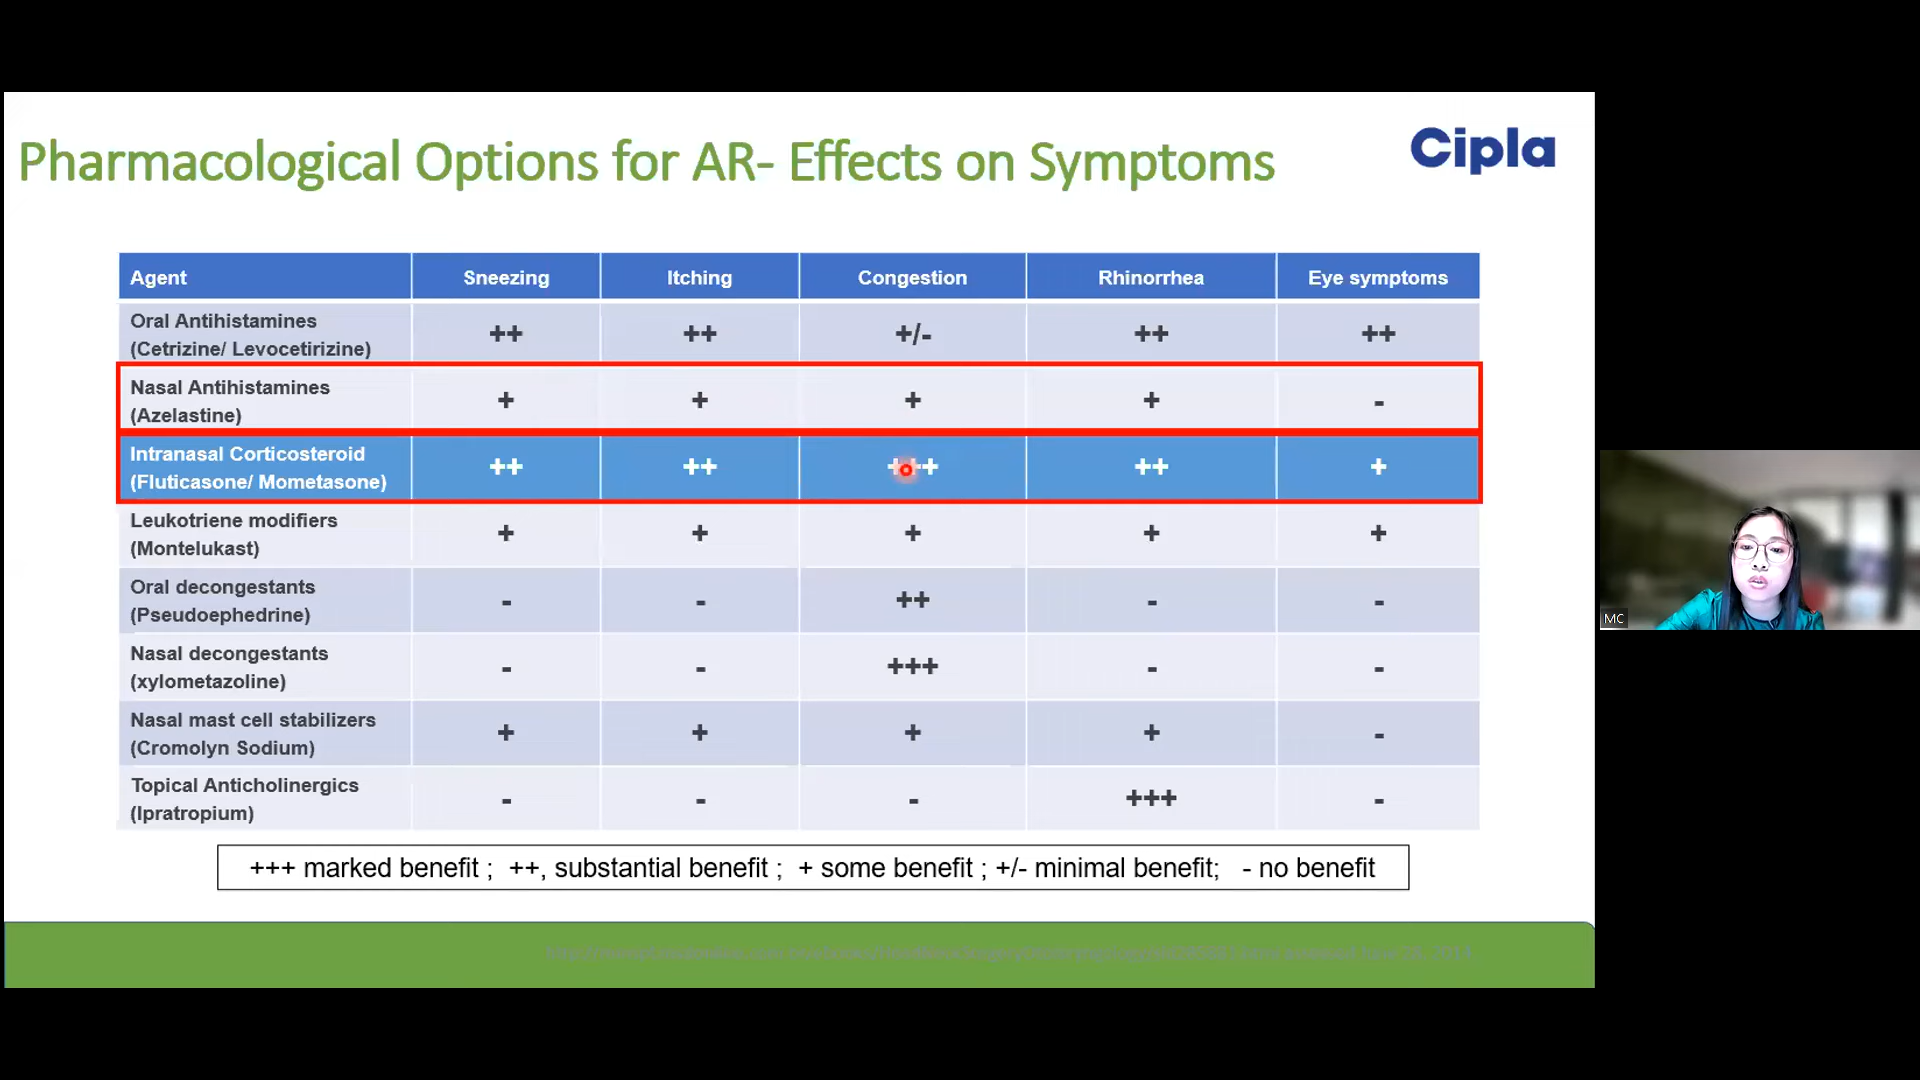 Pharmacological Options for AR- Effects on Symptoms
Cipla
Agent Sneezing Itching Congestion Rhinorrhea Eye symptoms
Oral Antihistamines
(Cetrizine/ Levocetirizine) ++ ++ +/- ++ ++
Nasal Antihistamines
(Azelastine) + + + + -
Intranasal Corticosteroid
(Fluticasone/ Mometasone) ++ ++ +++ ++ +
Leukotriene modifiers
(Montelukast) + + + + +
Oral decongestants
(Pseudoephedrine) - - ++ - -
Nasal decongestants
(xylometazoline) - - +++ - -
Nasal mast cell stabilizers
(Cromolyn Sodium) + + + + -
Topical Anticholinergics
(Ipratropium) - - - +++ -
+++ marked benefit ; ++, substantial benefit ; + some benefit ; +/- minimal benefit; - no benefit
MC